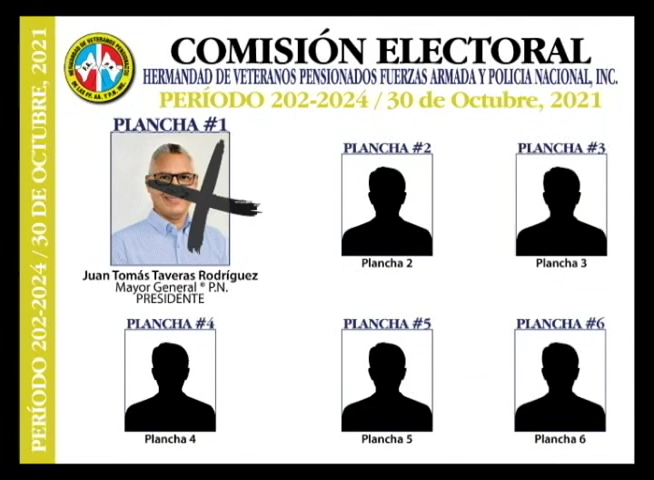 PERÍODO 202-2024 / 30 DE OCTUBRE, 2021
COMISIÓN ELECTORAL
HERMANDAD DE VETERANOS PENSIONADOS FUERZAS ARMADA Y POLICIA NACIONAL, INC.
PERÍODO 202-2024 / 30 de Octubre, 2021
PLANCHA #1
PLANCHA #2
PLANCHA #3
Juan Tomás Taveras Rodríguez
Mayor General ® P.N.
PRESIDENTE
Plancha 2
Plancha 3
PLANCHA #4
PLANCHA #5
PLANCHA #6
Plancha 4
Plancha 5
Plancha 6